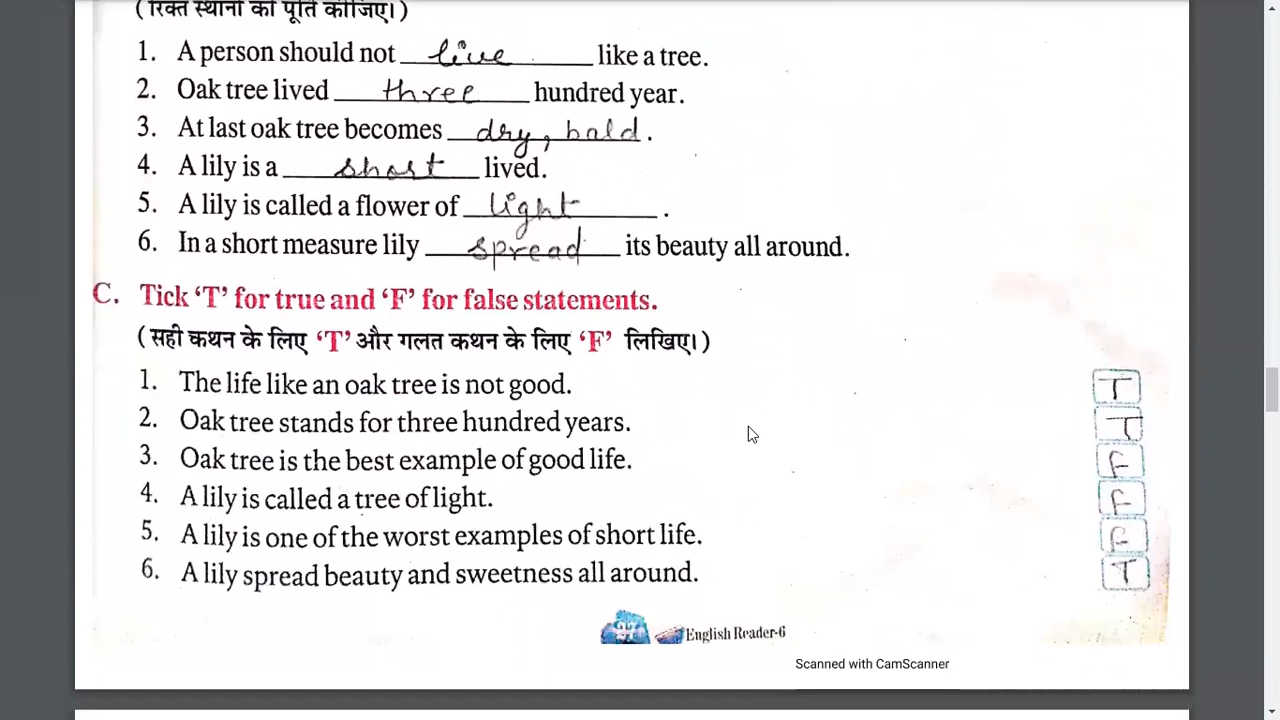 ( रिक्त स्थानों की पूर्ति कीजिए। )
1. A person should not live like a tree.
2. Oak tree lived three hundred year.
3. At last oak tree becomes dry, bald.
4. A lily is a short lived.
5. A lily is called a flower of light.
6. In a short measure lily spread its beauty all around.
C. Tick ‘T’ for true and ‘F’ for false statements.
( सही कथन के लिए ‘T’ और गलत कथन के लिए ‘F’ लिखिए। )
1. The life like an oak tree is not good. T
2. Oak tree stands for three hundred years. T
3. Oak tree is the best example of good life. F
4. A lily is called a tree of light. F
5. A lily is one of the worst examples of short life. F
6. A lily spread beauty and sweetness all around. T
English Reader-6
Scanned with CamScanner